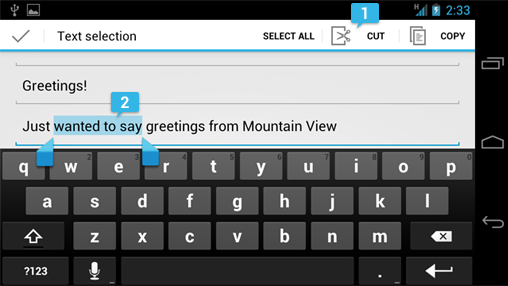 H 2:33
1
Text selection SELECT ALL CUT COPY
Greetings!
2
Just wanted to say greetings from Mountain View
q w 2 e 3 r 4 t 5 y 6 u 7 i 8 o 9 p 0
a s d f g h j k l
z x c v b n m
?123 . _